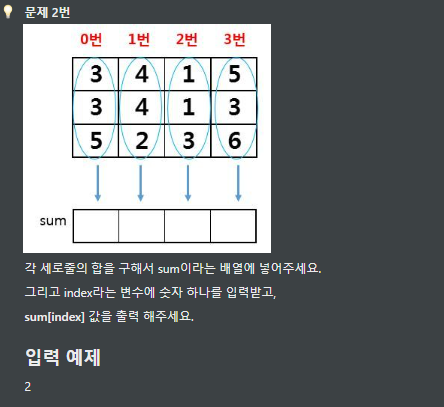 문제 2번
0번 1번 2번 3번
3 4 1 5
3 4 1 3
5 2 3 6
sum
각 세로줄의 합을 구해서 sum이라는 배열에 넣어주세요.
그리고 index라는 변수에 숫자 하나를 입력받고,
sum[index] 값을 출력 해주세요.
입력 예제
2